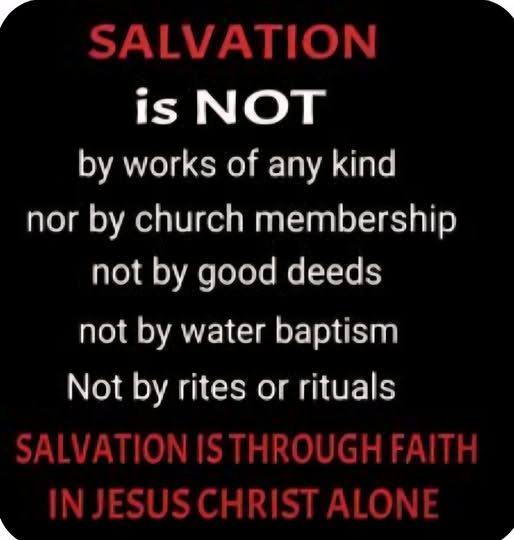 SALVATION
is NOT
by works of any kind
nor by church membership
not by good deeds
not by water baptism
Not by rites or rituals
SALVATION IS THROUGH FAITH
IN JESUS CHRIST ALONE